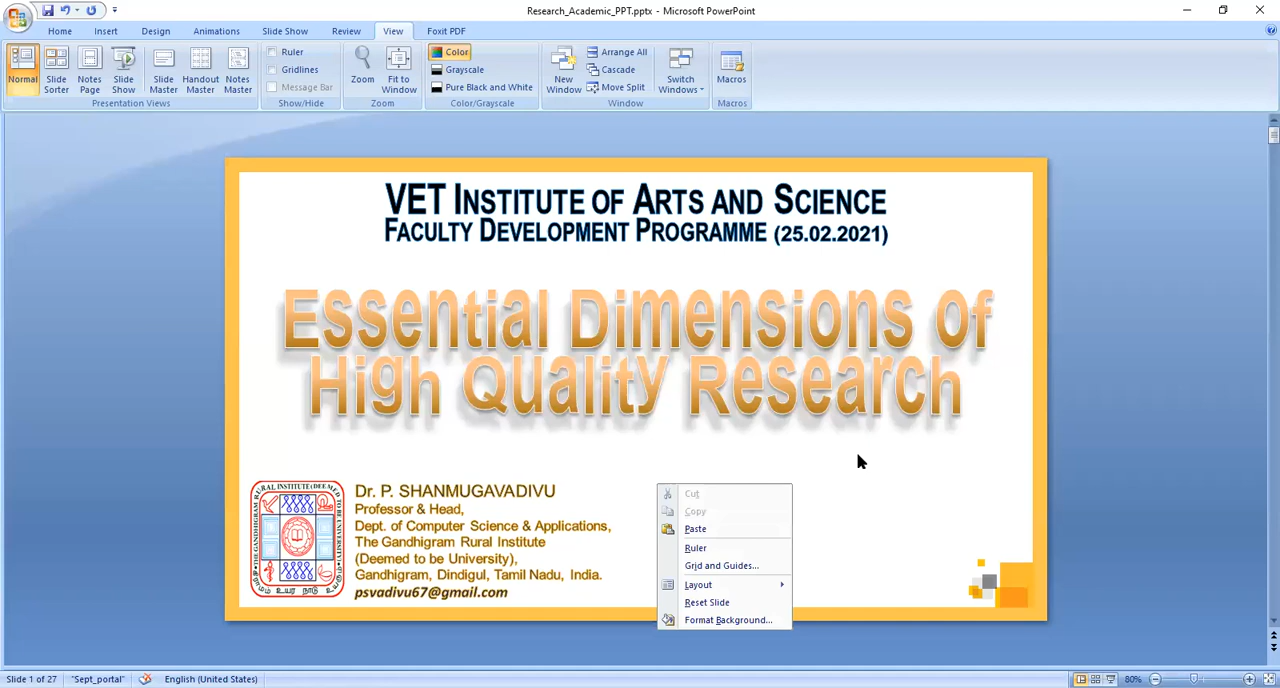 Research_Academic_PPT.pptx - Microsoft PowerPoint
Home Insert Design Animations Slide Show Review View Foxit PDF
Normal
Slide Sorter
Notes Page
Slide Show
Slide Master
Handout Master
Notes Master
Presentation Views
Ruler
Gridlines
Message Bar
Show/Hide
Zoom
Fit to Window
Zoom
Color
Grayscale
Pure Black and White
Color/Grayscale
New Window
Arrange All
Cascade
Move Split
Switch Windows
Window
Macros
Macros
VET INSTITUTE OF ARTS AND SCIENCE
FACULTY DEVELOPMENT PROGRAMME (25.02.2021)
Essential Dimensions of
High Quality Research
Dr. P. SHANMUGAVADIVU
Professor & Head,
Dept. of Computer Science & Applications,
The Gandhigram Rural Institute
(Deemed to be University),
Gandhigram, Dindigul, Tamil Nadu, India.
psvadivu67@gmail.com
Cut
Copy
Paste
Ruler
Grid and Guides...
Layout
Reset Slide
Format Background...
Slide 1 of 27 "Sept_portal" English (United States) 80%